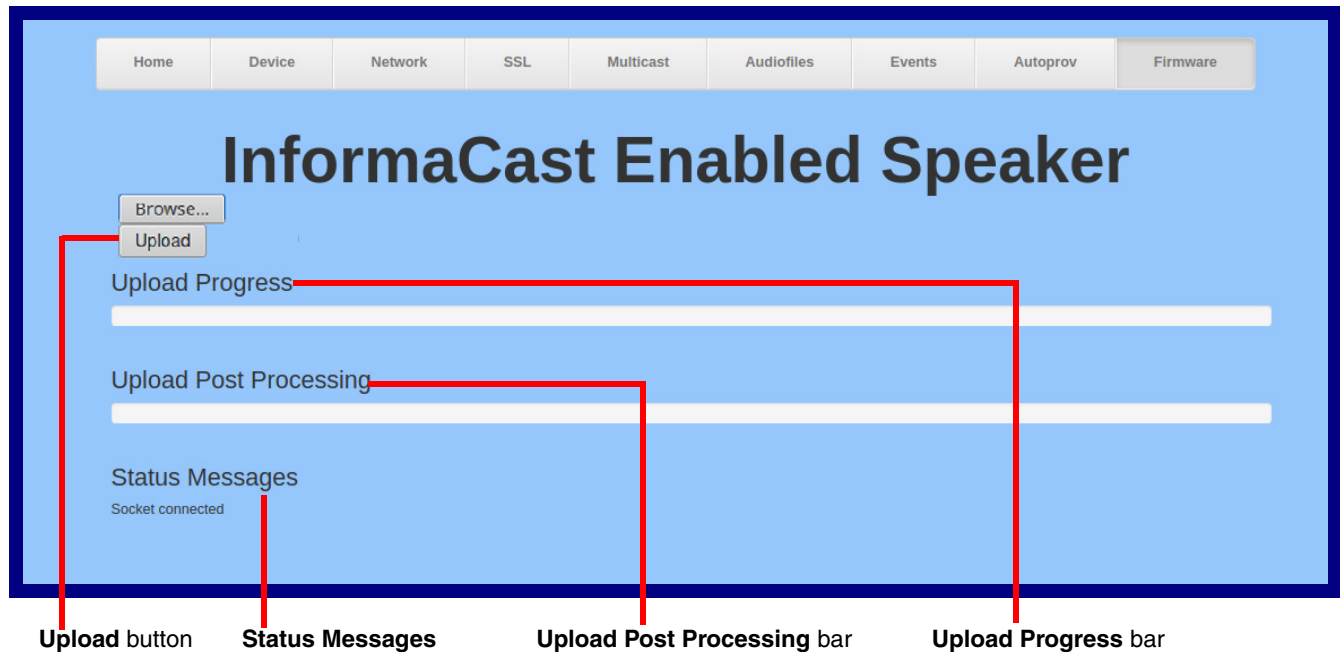 Home Device Network SSL Multicast Audiofiles Events Autoprov Firmware
InformaCast Enabled Speaker
Browse...
Upload
Upload Progress
Upload Post Processing
Status Messages
Socket connected
Upload button Status Messages Upload Post Processing bar Upload Progress bar